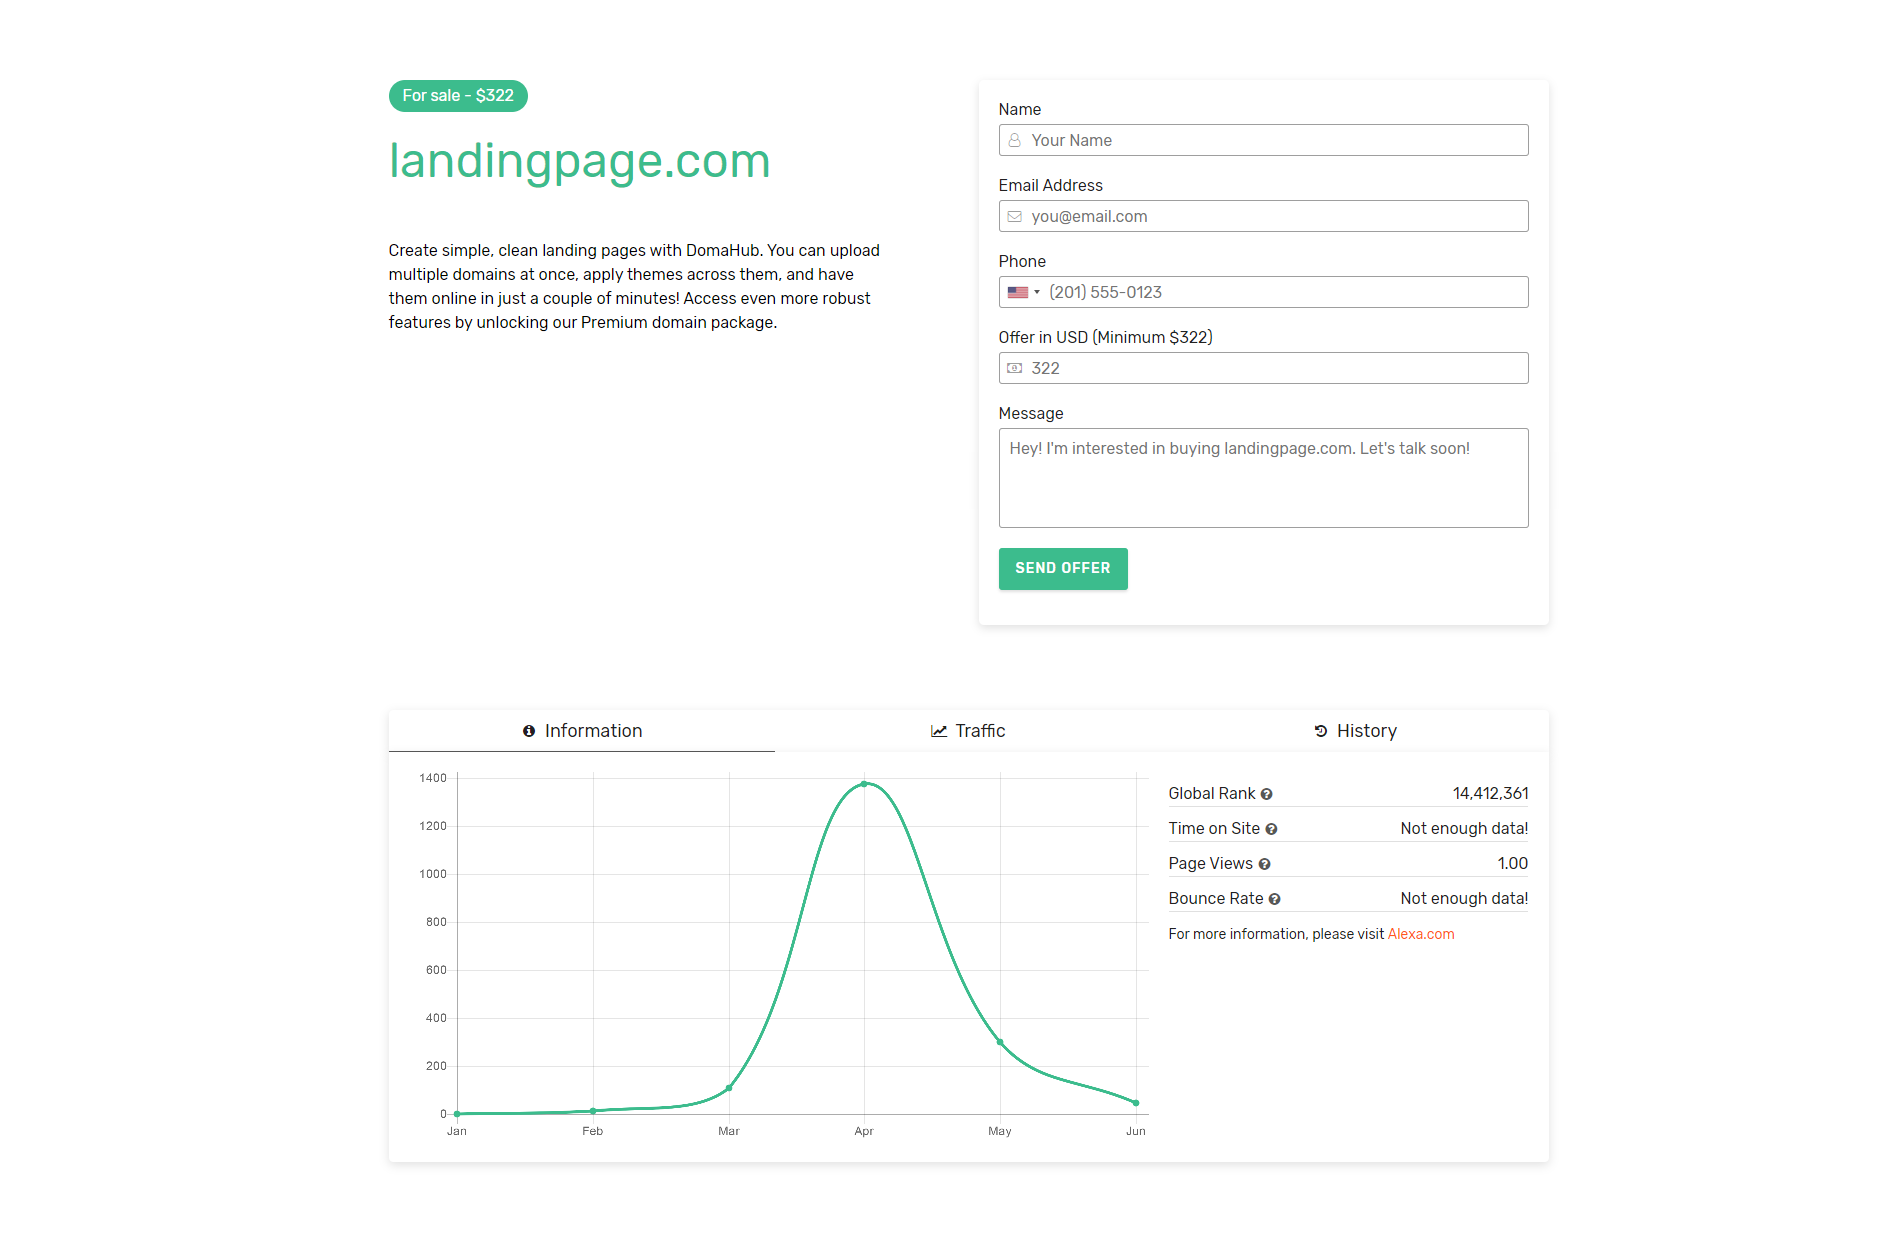 For sale - $322
landingpage.com
Create simple, clean landing pages with DomaHub. You can upload
multiple domains at once, apply themes across them, and have
them online in just a couple of minutes! Access even more robust
features by unlocking our Premium domain package.
Name
Your Name
Email Address
you@email.com
Phone
(201) 555-0123
Offer in USD (Minimum $322)
322
Message
Hey! I'm interested in buying landingpage.com. Let's talk soon!
SEND OFFER
Information
Traffic
History
1400
1200
1000
800
600
400
200
0
Jan Feb Mar Apr May Jun
Global Rank 14,412,361
Time on Site Not enough data!
Page Views 1.00
Bounce Rate Not enough data!
For more information, please visit Alexa.com